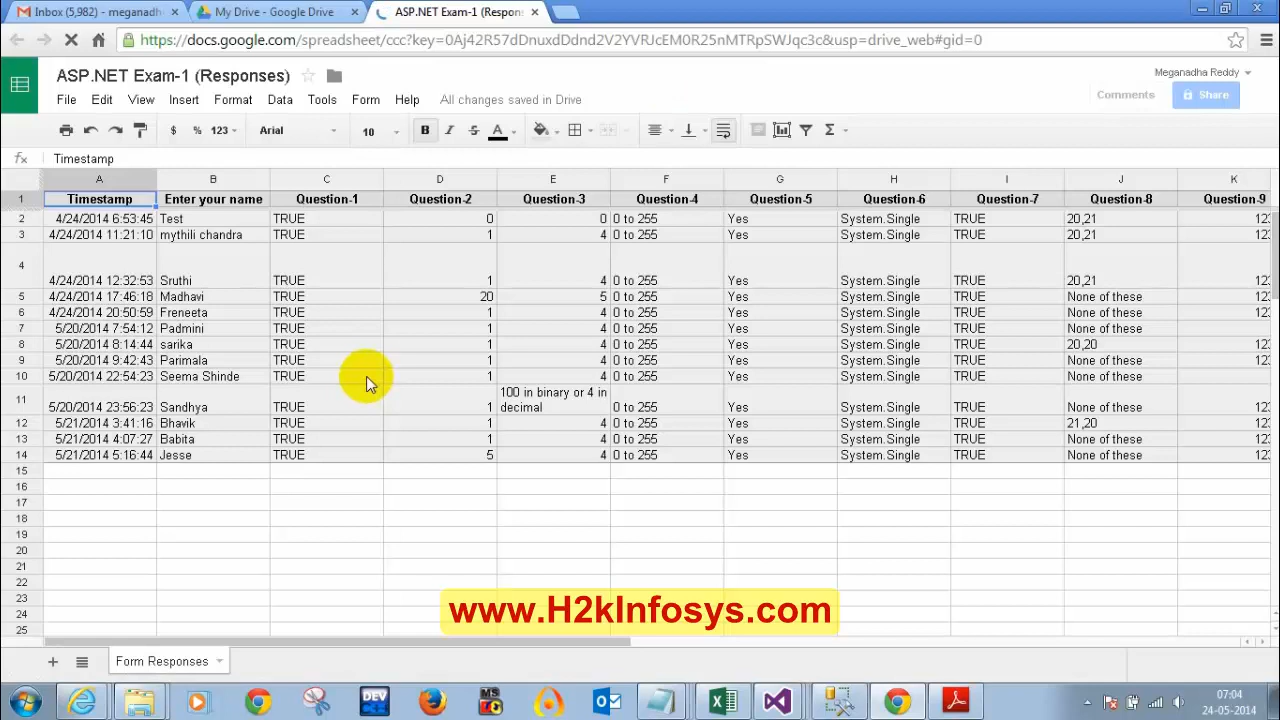 Inbox (5,982) - meganadh
My Drive - Google Drive
ASP.NET Exam-1 (Respons
https://docs.google.com/spreadsheet/ccc?key=0Aj42R57dDnuxdDdnd2V2YVRJcEM0R25nMTRpSWJqc3c&usp=drive_web#gid=0
ASP.NET Exam-1 (Responses)
Meganadha Reddy
File Edit View Insert Format Data Tools Form Help All changes saved in Drive
Comments Share
$ % 123 Arial 10 B I S A Σ
fx Timestamp
A B C D E F G H I J K
1 Timestamp Enter your name Question-1 Question-2 Question-3 Question-4 Question-5 Question-6 Question-7 Question-8 Question-9
2 4/24/2014 6:53:45 Test TRUE 0 0 0 to 255 Yes System.Single TRUE 20,21 123
3 4/24/2014 11:21:10 mythili chandra TRUE 1 4 0 to 255 Yes System.Single TRUE 20,21 123
4 4/24/2014 12:32:53 Sruthi TRUE 1 4 0 to 255 Yes System.Single TRUE 20,21 123
5 4/24/2014 17:46:18 Madhavi TRUE 20 5 0 to 255 Yes System.Single TRUE None of these 123
6 4/24/2014 20:50:59 Freneeta TRUE 1 4 0 to 255 Yes System.Single TRUE None of these 123
7 5/20/2014 7:54:12 Padmini TRUE 1 4 0 to 255 Yes System.Single TRUE None of these
8 5/20/2014 8:14:44 sarika TRUE 1 4 0 to 255 Yes System.Single TRUE 20,20 123
9 5/20/2014 9:42:43 Parimala TRUE 1 4 0 to 255 Yes System.Single TRUE None of these 123
10 5/20/2014 22:54:23 Seema Shinde TRUE 1 4 0 to 255 Yes System.Single TRUE None of these
100 in binary or 4 in
11 5/20/2014 23:56:23 Sandhya TRUE 1 decimal 0 to 255 Yes System.Single TRUE None of these 123
12 5/21/2014 3:41:16 Bhavik TRUE 1 4 0 to 255 Yes System.Single TRUE 21,20 123
13 5/21/2014 4:07:27 Babita TRUE 1 4 0 to 255 Yes System.Single TRUE None of these 123
14 5/21/2014 5:16:44 Jesse TRUE 5 4 0 to 255 Yes System.Single TRUE None of these 123
15
16
17
18
19
20
21
22
23
24
25
www.H2kInfosys.com
Form Responses
DEV
MS
07:04
24-05-2014